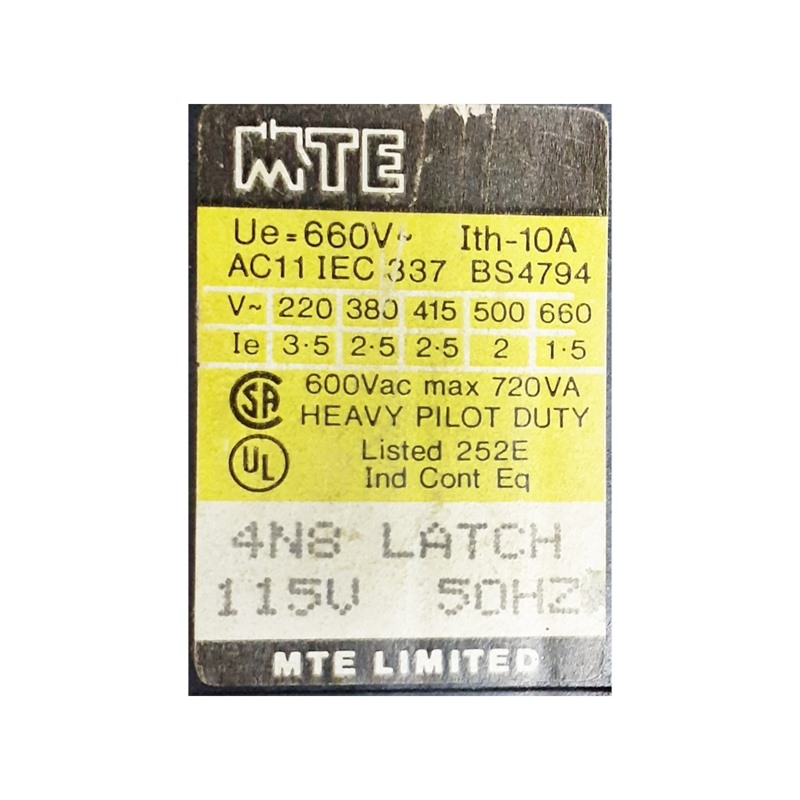 MTE
Ue=660V~ Ith-10A
AC11 IEC 337 BS4794
V~ 220 380 415 500 660
Ie 3·5 2·5 2·5 2 1·5
SA 600Vac max 720VA
HEAVY PILOT DUTY
UL Listed 252E
Ind Cont Eq
4N8 LATCH
115V 50HZ
MTE LIMITED